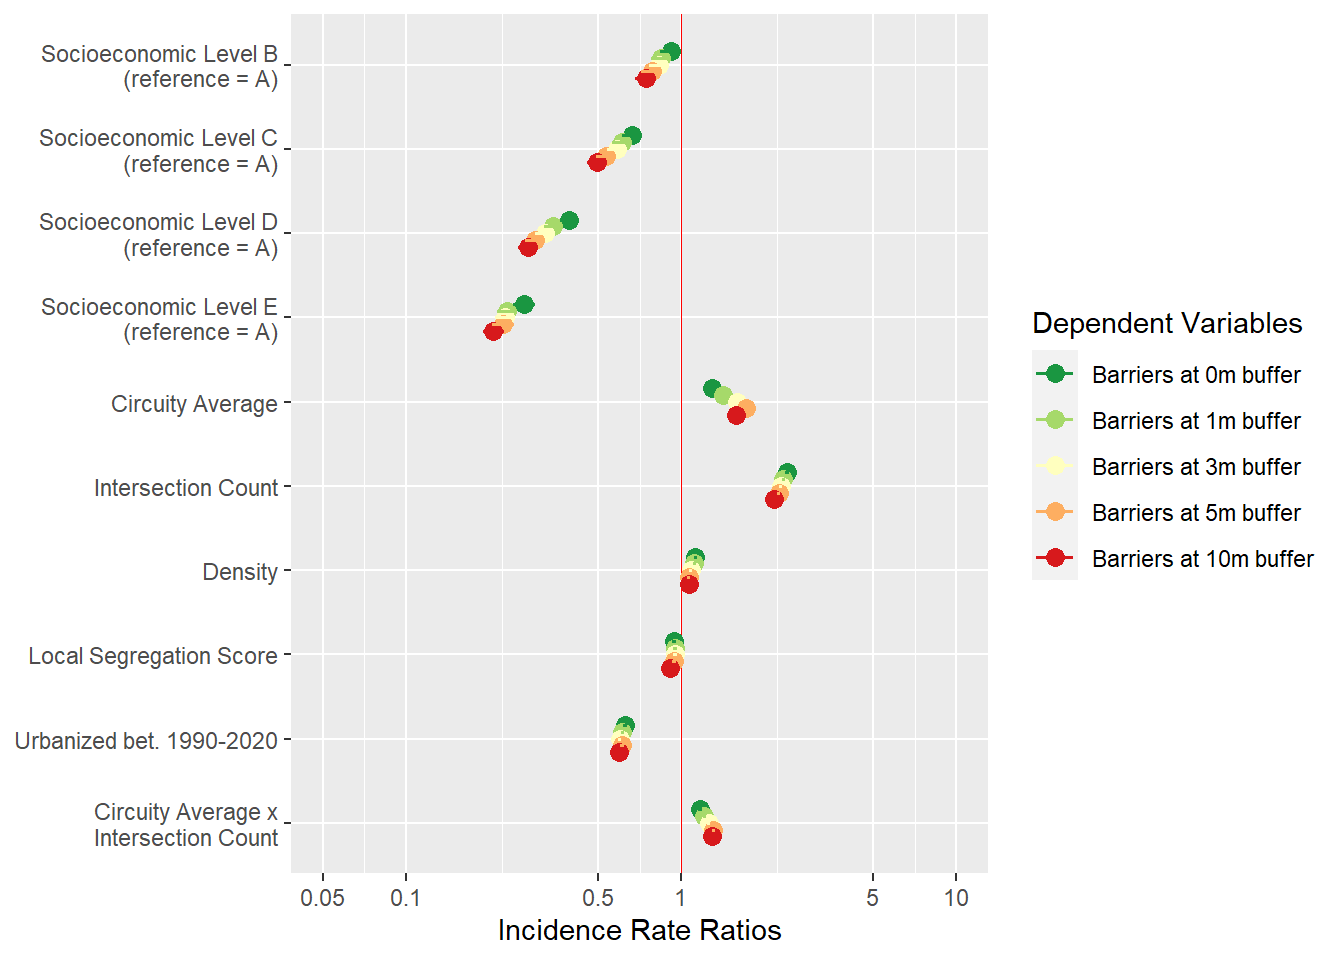 Socioeconomic Level B
(reference = A)
Socioeconomic Level C
(reference = A)
Socioeconomic Level D
(reference = A)
Socioeconomic Level E
(reference = A)
Circuity Average
Intersection Count
Density
Local Segregation Score
Urbanized bet. 1990-2020
Circuity Average x
Intersection Count
0.05 0.1 0.5 1 5 10
Incidence Rate Ratios
Dependent Variables
Barriers at 0m buffer
Barriers at 1m buffer
Barriers at 3m buffer
Barriers at 5m buffer
Barriers at 10m buffer